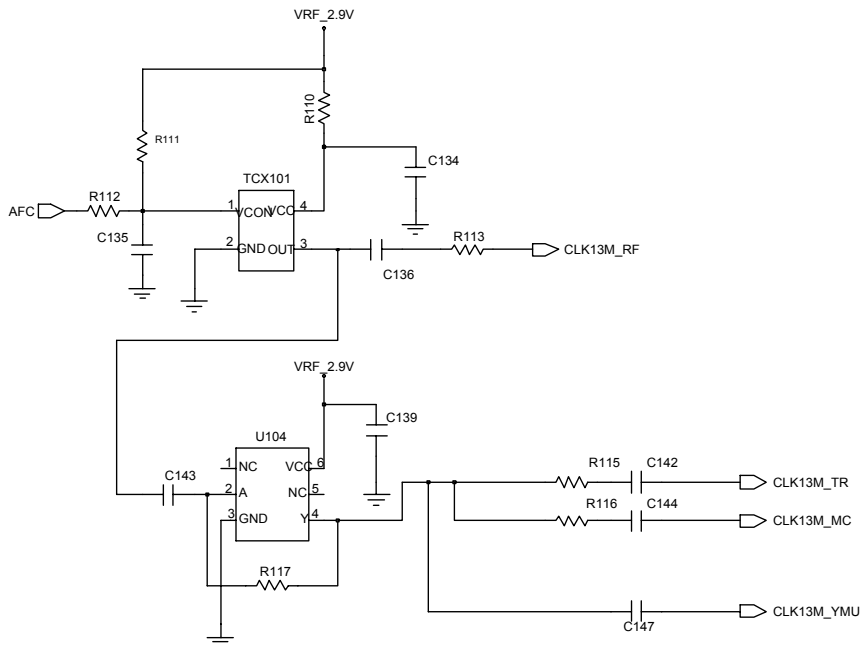 VRF_2.9V
R110
R111
C134
TCX101
AFC
R112
1 VCON VCC 4
C135
2 GND OUT 3
R113
CLK13M_RF
C136
VRF_2.9V
C139
U104
C143
1 NC VCC 6
2 A NC 5
3 GND Y 4
R115 C142
CLK13M_TR
R116 C144
CLK13M_MC
R117
CLK13M_YMU
C147